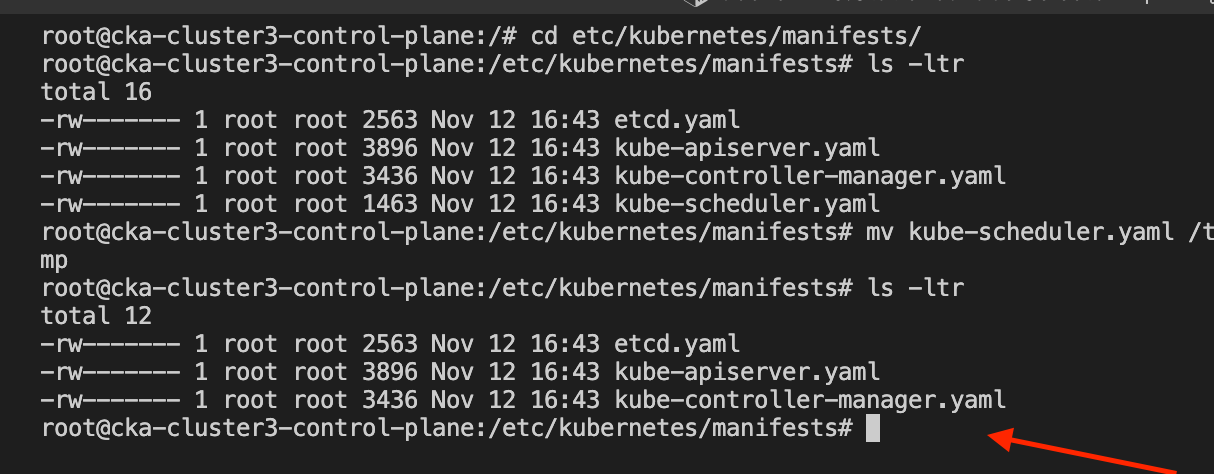 root@cka-cluster3-control-plane:/# cd etc/kubernetes/manifests/
root@cka-cluster3-control-plane:/etc/kubernetes/manifests# ls -ltr
total 16
-rw------- 1 root root 2563 Nov 12 16:43 etcd.yaml
-rw------- 1 root root 3896 Nov 12 16:43 kube-apiserver.yaml
-rw------- 1 root root 3436 Nov 12 16:43 kube-controller-manager.yaml
-rw------- 1 root root 1463 Nov 12 16:43 kube-scheduler.yaml
root@cka-cluster3-control-plane:/etc/kubernetes/manifests# mv kube-scheduler.yaml /t
mp
root@cka-cluster3-control-plane:/etc/kubernetes/manifests# ls -ltr
total 12
-rw------- 1 root root 2563 Nov 12 16:43 etcd.yaml
-rw------- 1 root root 3896 Nov 12 16:43 kube-apiserver.yaml
-rw------- 1 root root 3436 Nov 12 16:43 kube-controller-manager.yaml
root@cka-cluster3-control-plane:/etc/kubernetes/manifests#